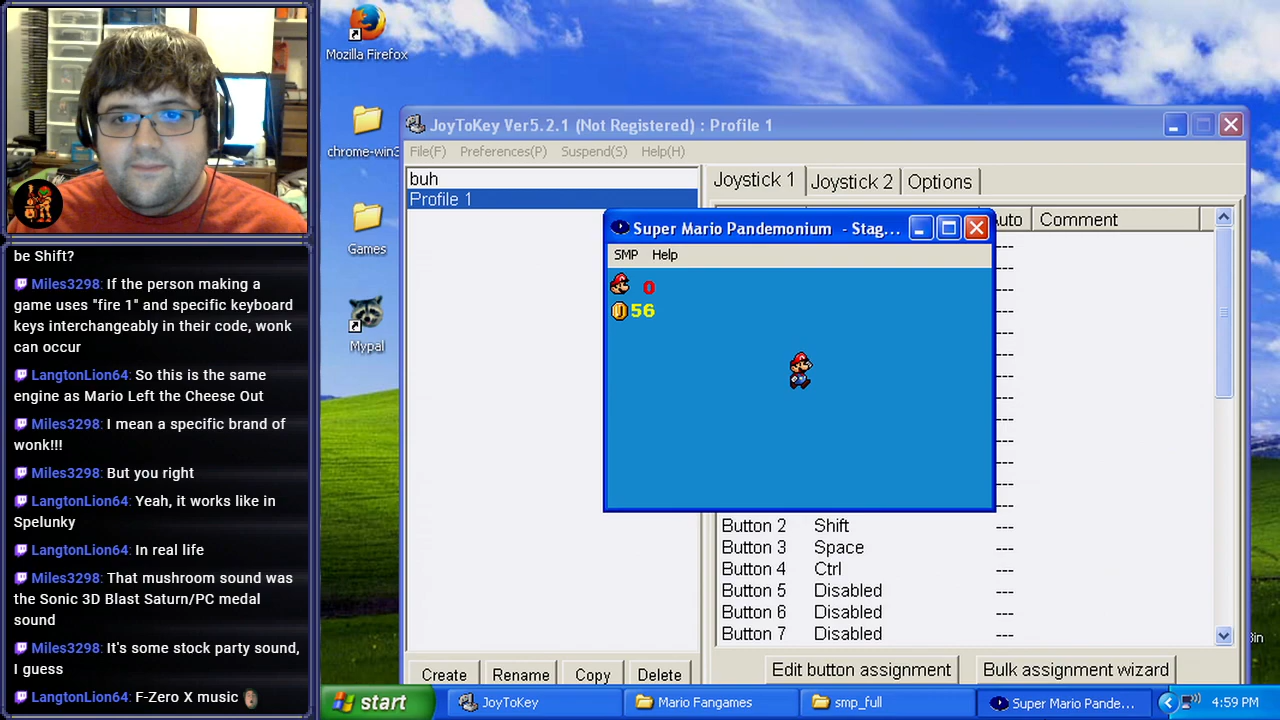 be Shift?
Miles3298: If the person making a
game uses "fire 1" and specific keyboard
keys interchangeably in their code, wonk
can occur
LangtonLion64: So this is the same
engine as Mario Left the Cheese Out
Miles3298: I mean a specific brand of
wonk!!!
Miles3298: But you right
LangtonLion64: Yeah, it works like in
Spelunky
LangtonLion64: In real life
Miles3298: That mushroom sound was
the Sonic 3D Blast Saturn/PC medal
sound
Miles3298: It's some stock party sound,
I guess
LangtonLion64: F-Zero X music
Mozilla Firefox
chrome-win3
Games
Mypal
JoyToKey Ver5.2.1 (Not Registered) : Profile 1
File(F) Preferences(P) Suspend(S) Help(H)
buh
Profile 1
Joystick 1 Joystick 2 Options
Auto Comment
---
---
---
---
---
---
---
---
---
---
---
---
Super Mario Pandemonium - Stag...
SMP Help
0
56
Button 2 Shift ---
Button 3 Space ---
Button 4 Ctrl ---
Button 5 Disabled ---
Button 6 Disabled ---
Button 7 Disabled ---
Create Rename Copy Delete
Edit button assignment Bulk assignment wizard
start JoyToKey Mario Fangames smp_full Super Mario Pande... 4:59 PM